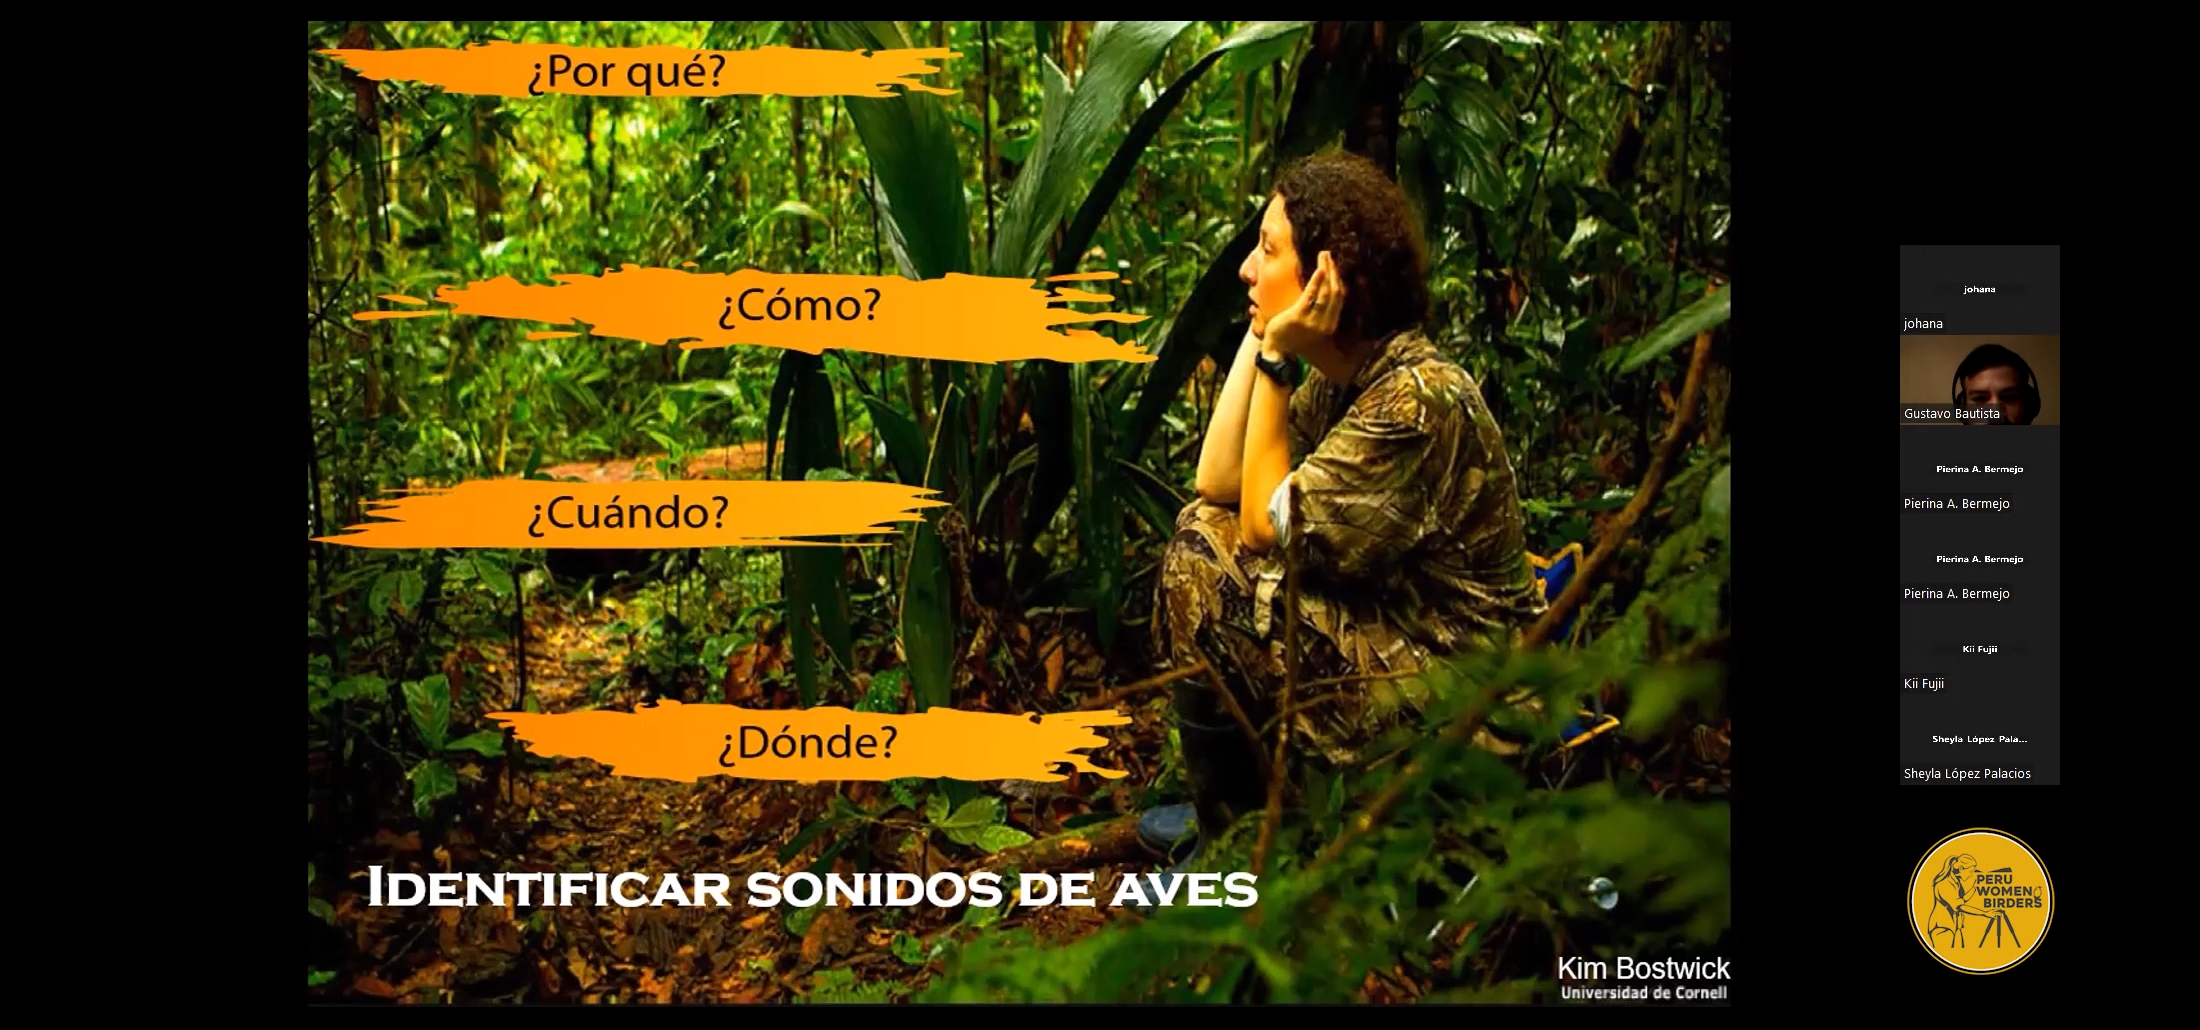 ¿Por qué?
¿Cómo?
¿Cuándo?
¿Dónde?
IDENTIFICAR SONIDOS DE AVES
Kim Bostwick
Universidad de Cornell
johana
johana
Gustavo Bautista
Pierina A. Bermejo
Pierina A. Bermejo
Pierina A. Bermejo
Pierina A. Bermejo
Kii Fujii
Kii Fujii
Sheyla López Pala...
Sheyla López Palacios
PERU
WOMEN
BIRDERS